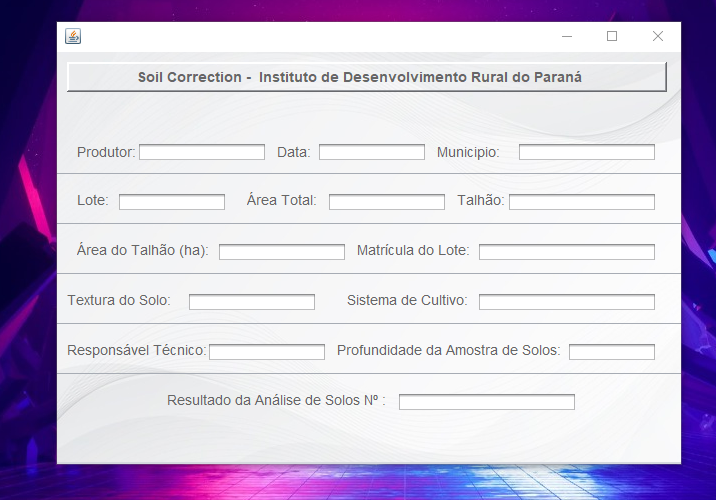 Soil Correction - Instituto de Desenvolvimento Rural do Paraná
Produtor: Data: Municipio:
Lote: Área Total: Talhão:
Área do Talhão (ha): Matrícula do Lote:
Textura do Solo: Sistema de Cultivo:
Responsável Técnico: Profundidade da Amostra de Solos:
Resultado da Análise de Solos Nº :